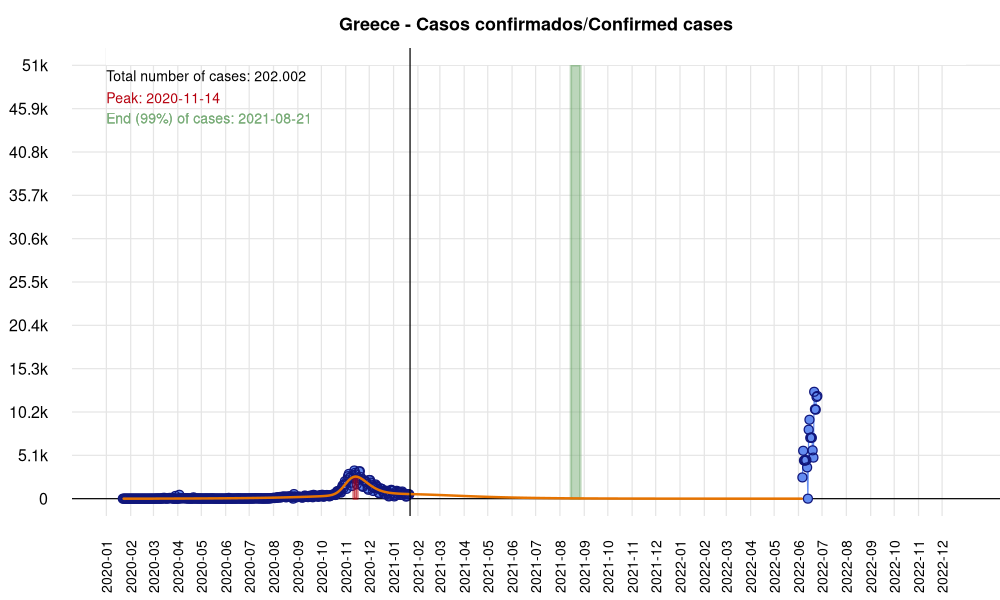 Greece - Casos confirmados/Confirmed cases
Total number of cases: 202.002
Peak: 2020-11-14
End (99%) of cases: 2021-08-21
51k
45.9k
40.8k
35.7k
30.6k
25.5k
20.4k
15.3k
10.2k
5.1k
0
2020-01
2020-02
2020-03
2020-04
2020-05
2020-06
2020-07
2020-08
2020-09
2020-10
2020-11
2020-12
2021-01
2021-02
2021-03
2021-04
2021-05
2021-06
2021-07
2021-08
2021-09
2021-10
2021-11
2021-12
2022-01
2022-02
2022-03
2022-04
2022-05
2022-06
2022-07
2022-08
2022-09
2022-10
2022-11
2022-12